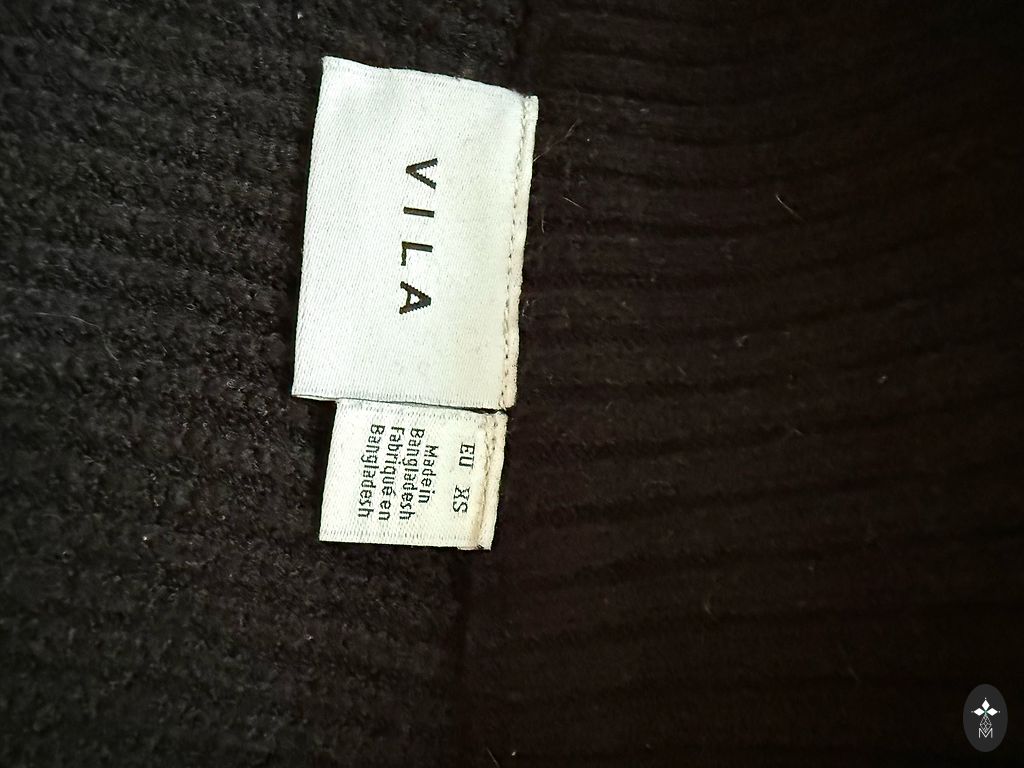 VILA
EU XS
Made in
Bangladesh
Fabriqué en
Bangladesh
M